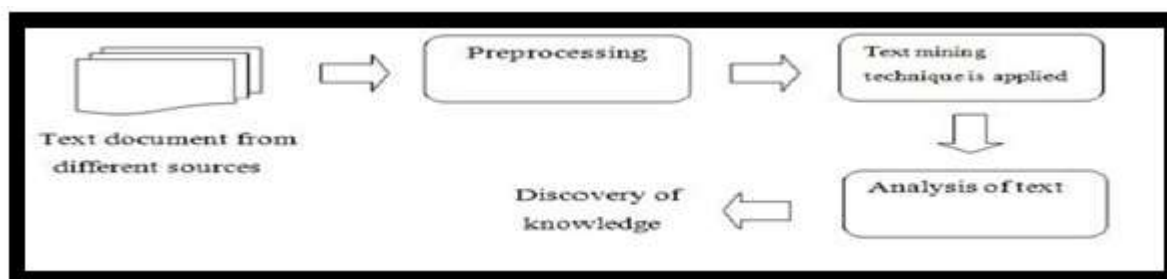 Preprocessing
Text mining
technique is applied
Text document from
different sources
Analysis of text
Discovery of
knowledge